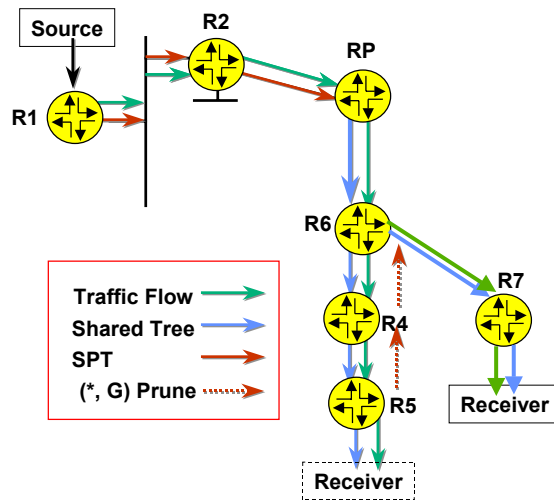 Source
R2
RP
R1
R6
R7
Traffic Flow
Shared Tree
R4
SPT
(*, G) Prune
R5
Receiver
Receiver